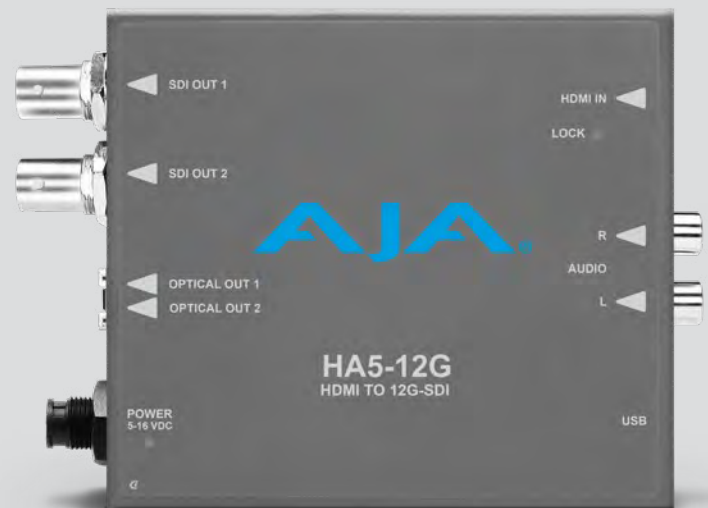 SDI OUT 1
HDMI IN
LOCK
SDI OUT 2
AJA®
R
AUDIO
L
OPTICAL OUT 1
OPTICAL OUT 2
HA5-12G
HDMI TO 12G-SDI
POWER
5-16 VDC
USB